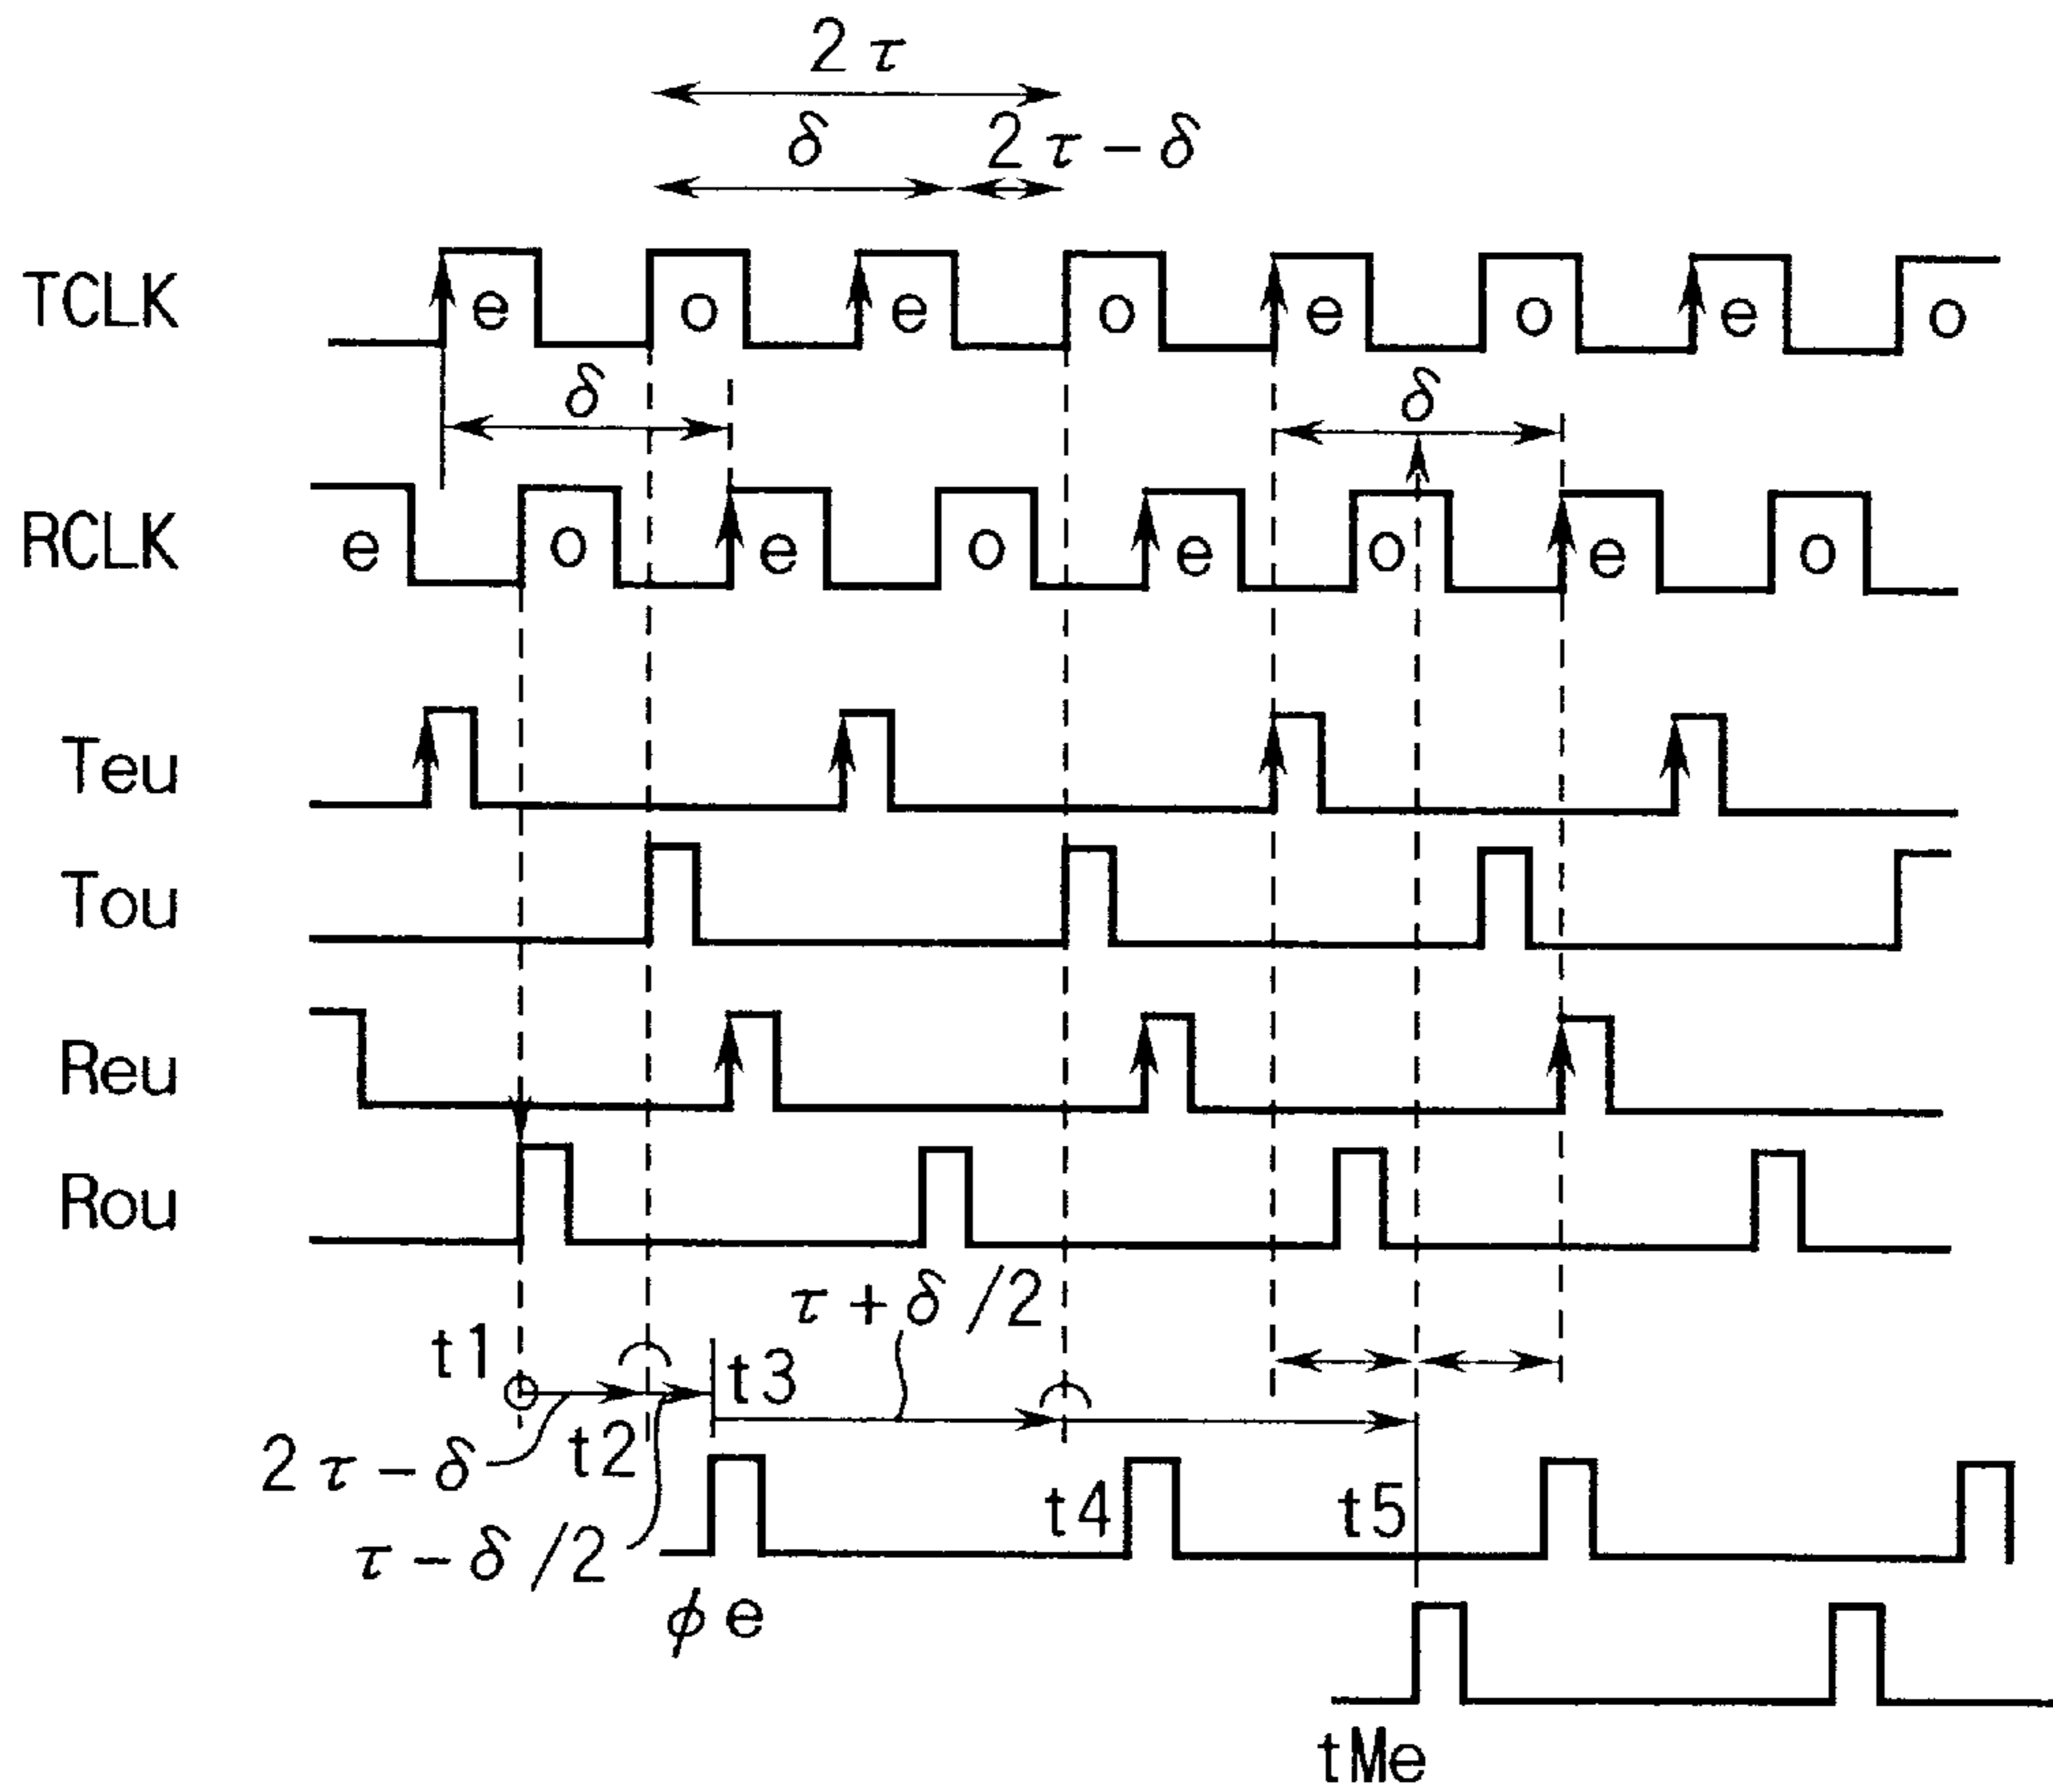 2τ
δ 2τ-δ
TCLK e o e o e o e o
δ δ
RCLK e o e o e o e o
Teu
Tou
Reu
Rou
τ+δ/2
t1 t3
2τ-δ t2 t4 t5
τ-δ/2
φe
tMe